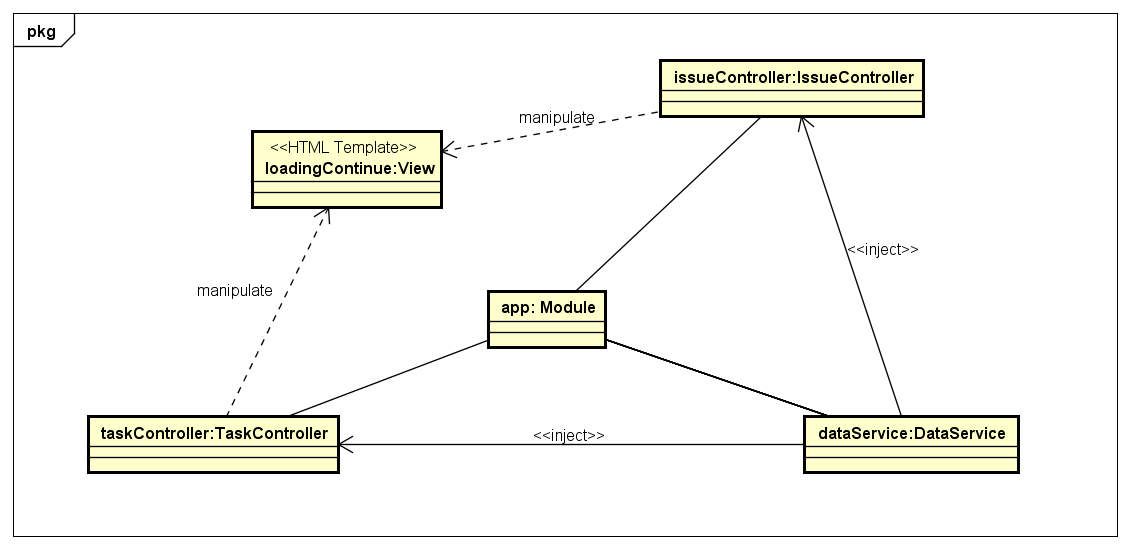 pkg
issueController:IssueController
manipulate
<<HTML Template>>
loadingContinue:View
<<inject>>
manipulate
app: Module
taskController:TaskController
<<inject>>
dataService:DataService